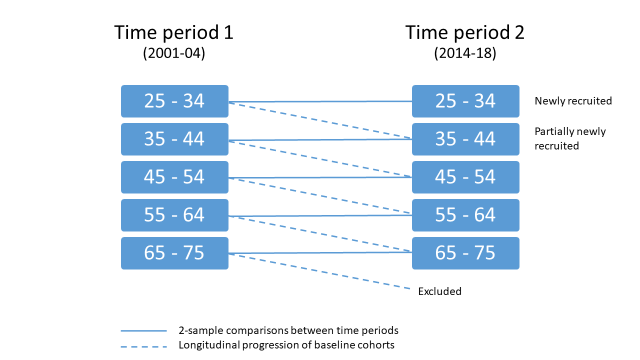 Time period 1
(2001-04)
Time period 2
(2014-18)
25 - 34
25 - 34
Newly recruited
35 - 44
35 - 44
Partially newly
recruited
45 - 54
45 - 54
55 - 64
55 - 64
65 - 75
65 - 75
Excluded
2-sample comparisons between time periods
Longitudinal progression of baseline cohorts